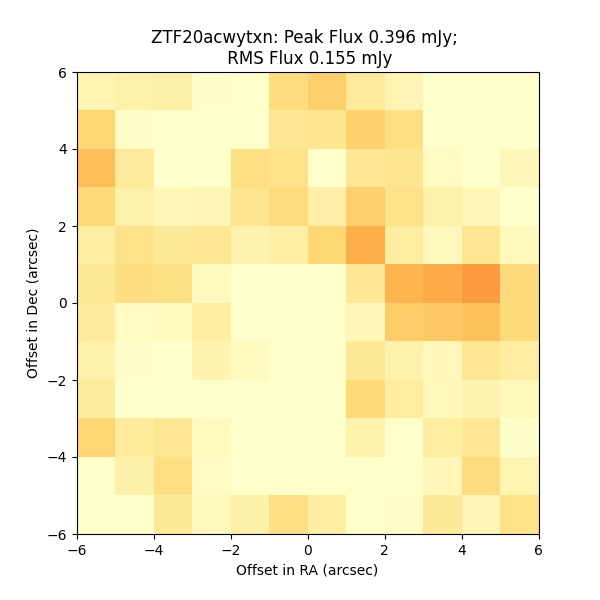 ZTF20acwytxn: Peak Flux 0.396 mJy;
RMS Flux 0.155 mJy
6
4
2
0
−2
−4
−6
Offset in Dec (arcsec)
−6 −4 −2 0 2 4 6
Offset in RA (arcsec)